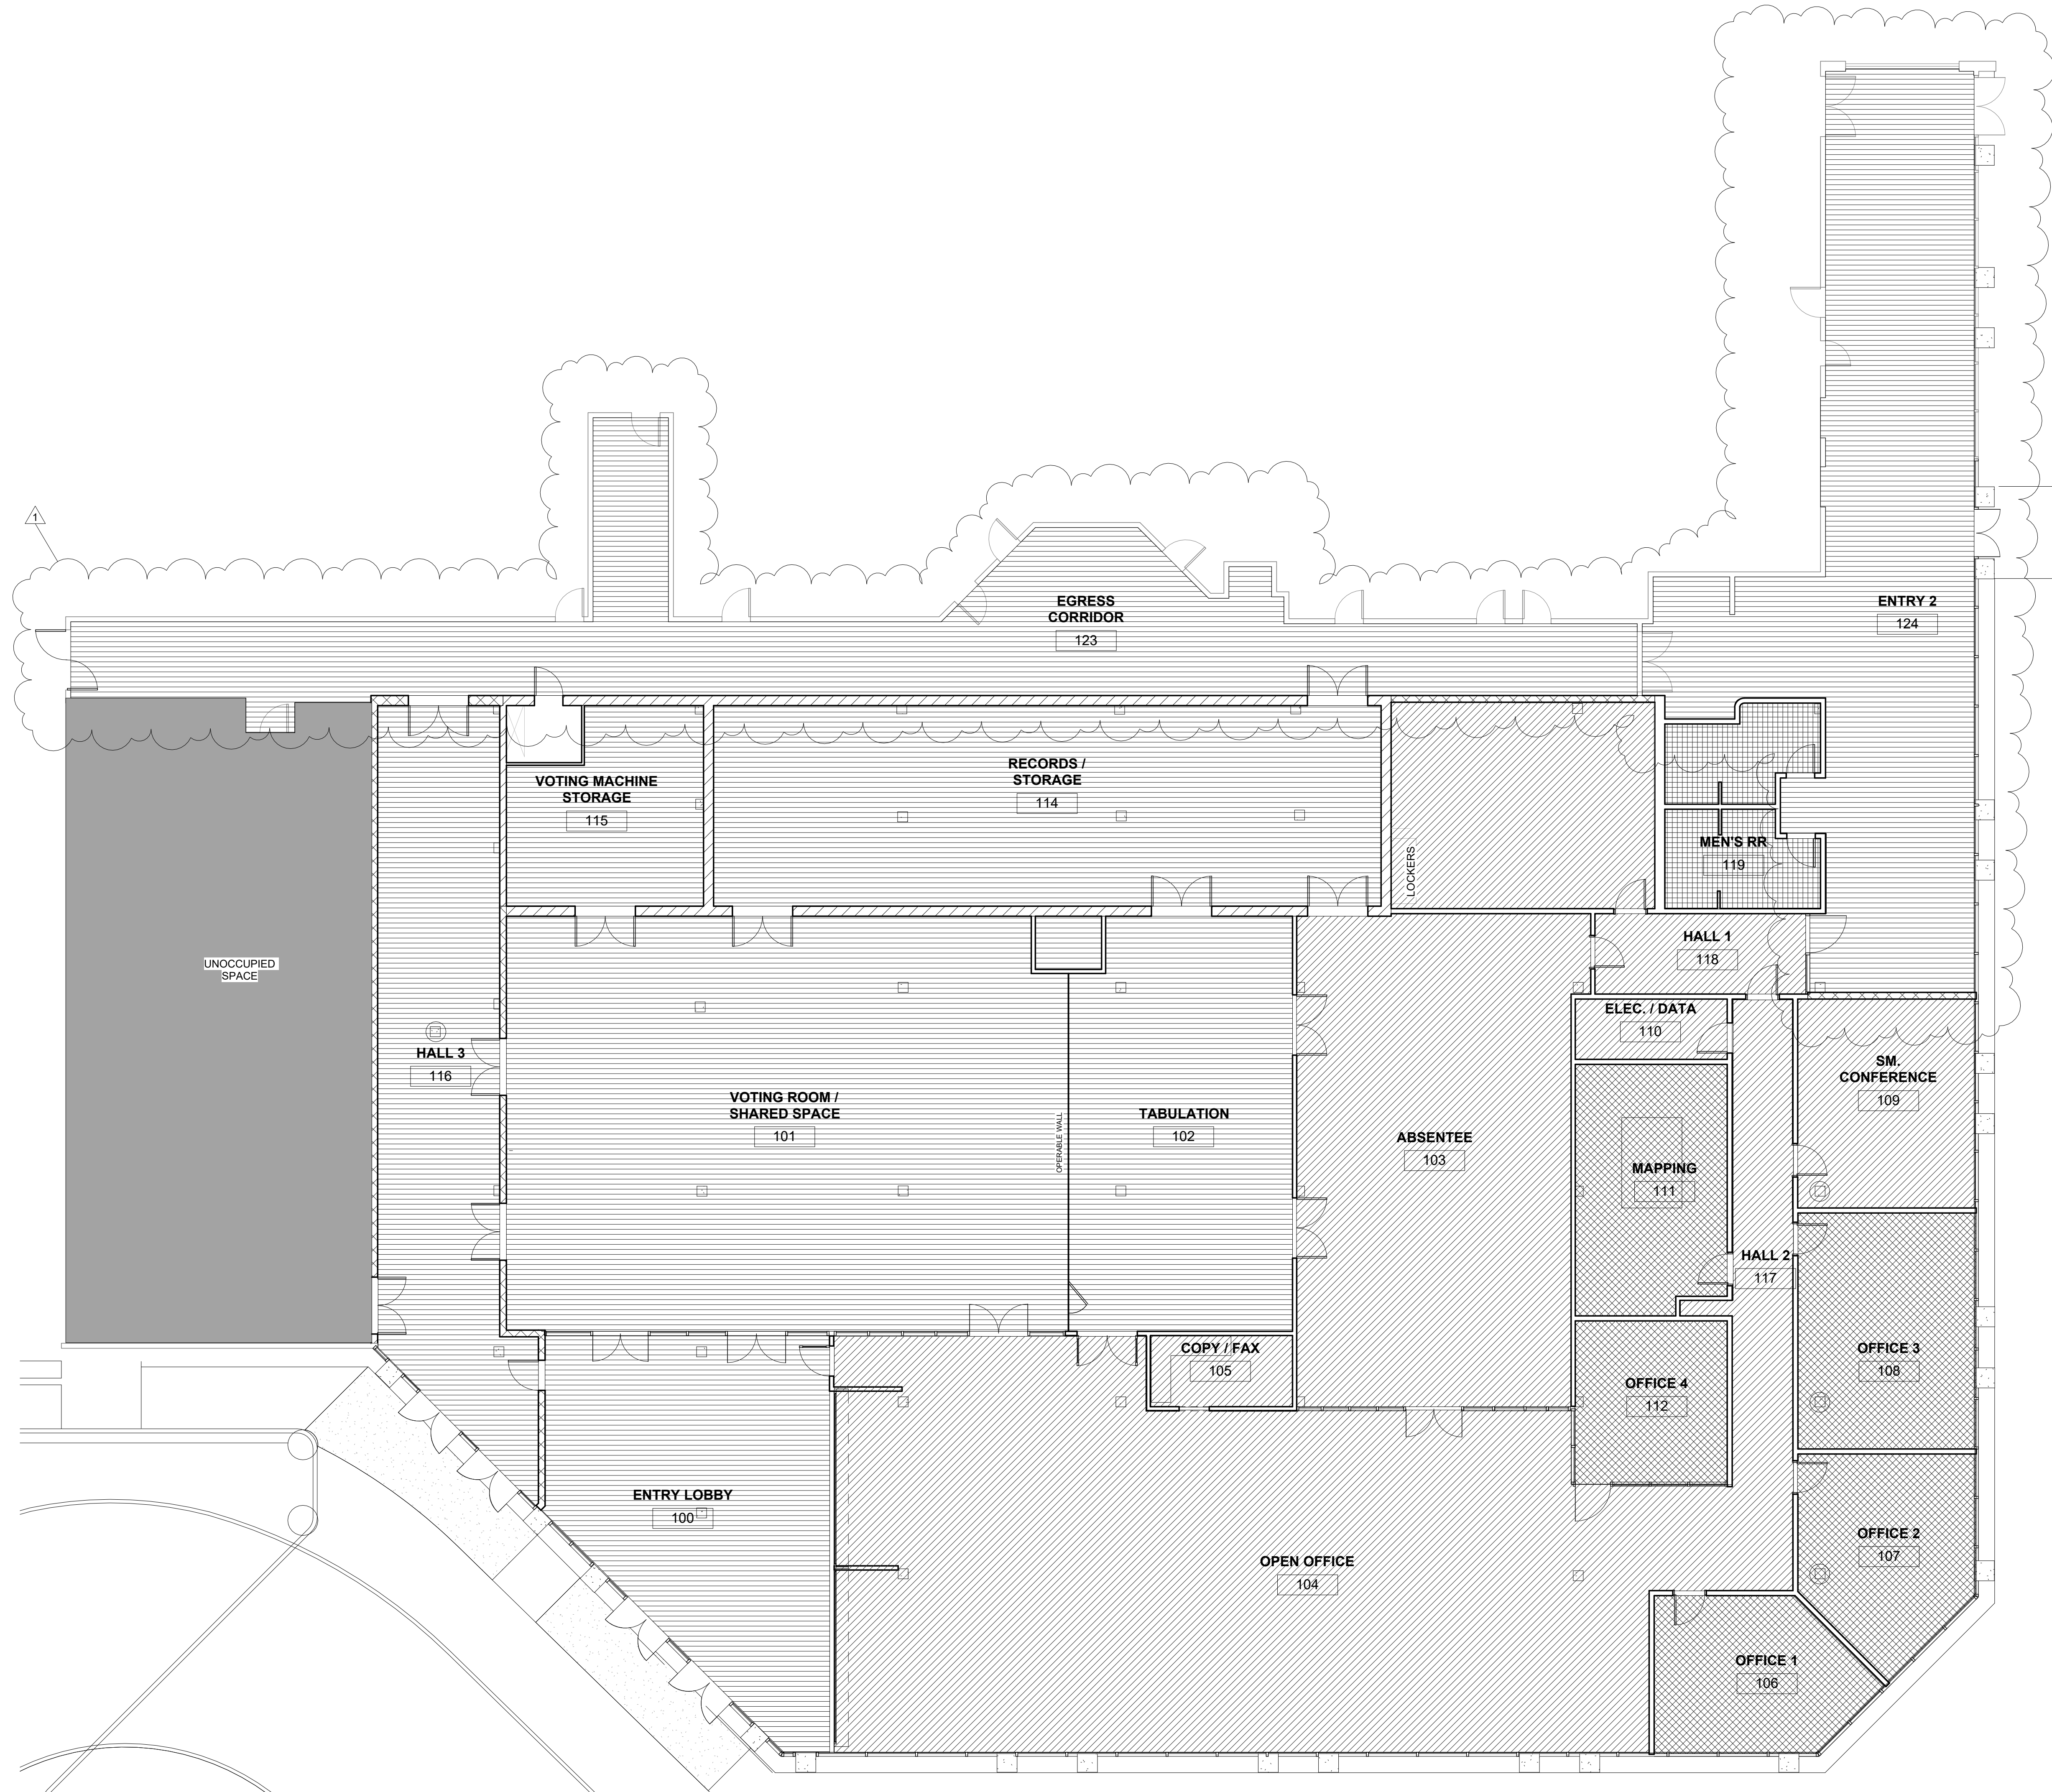 1
EGRESS
CORRIDOR
123
ENTRY 2
124
VOTING MACHINE
STORAGE
115
RECORDS /
STORAGE
114
LOCKERS
MEN'S RR
119
HALL 1
118
UNOCCUPIED
SPACE
ELEC. / DATA
110
HALL 3
116
SM.
CONFERENCE
109
VOTING ROOM /
SHARED SPACE
101
OPERABLE WALL
TABULATION
102
ABSENTEE
103
MAPPING
111
HALL 2
117
COPY / FAX
105
OFFICE 3
108
OFFICE 4
112
ENTRY LOBBY
100
OFFICE 2
107
OPEN OFFICE
104
OFFICE 1
106